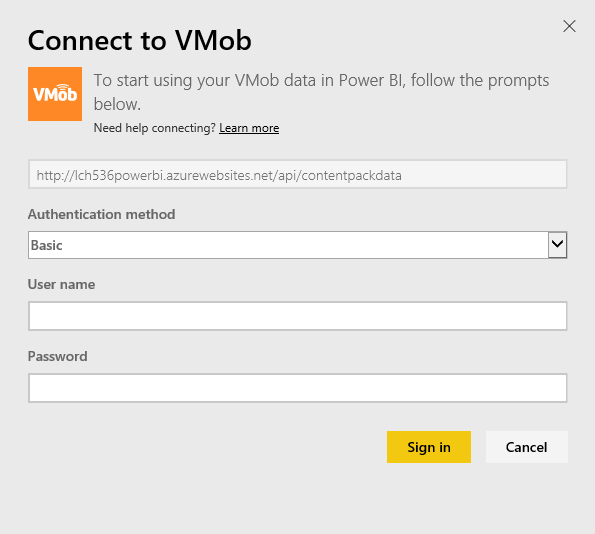 Connect to VMob
VMob
To start using your VMob data in Power BI, follow the prompts
below.
Need help connecting? Learn more
http://lch536powerbi.azurewebsites.net/api/contentpackdata
Authentication method
Basic
User name
Password
Sign in
Cancel